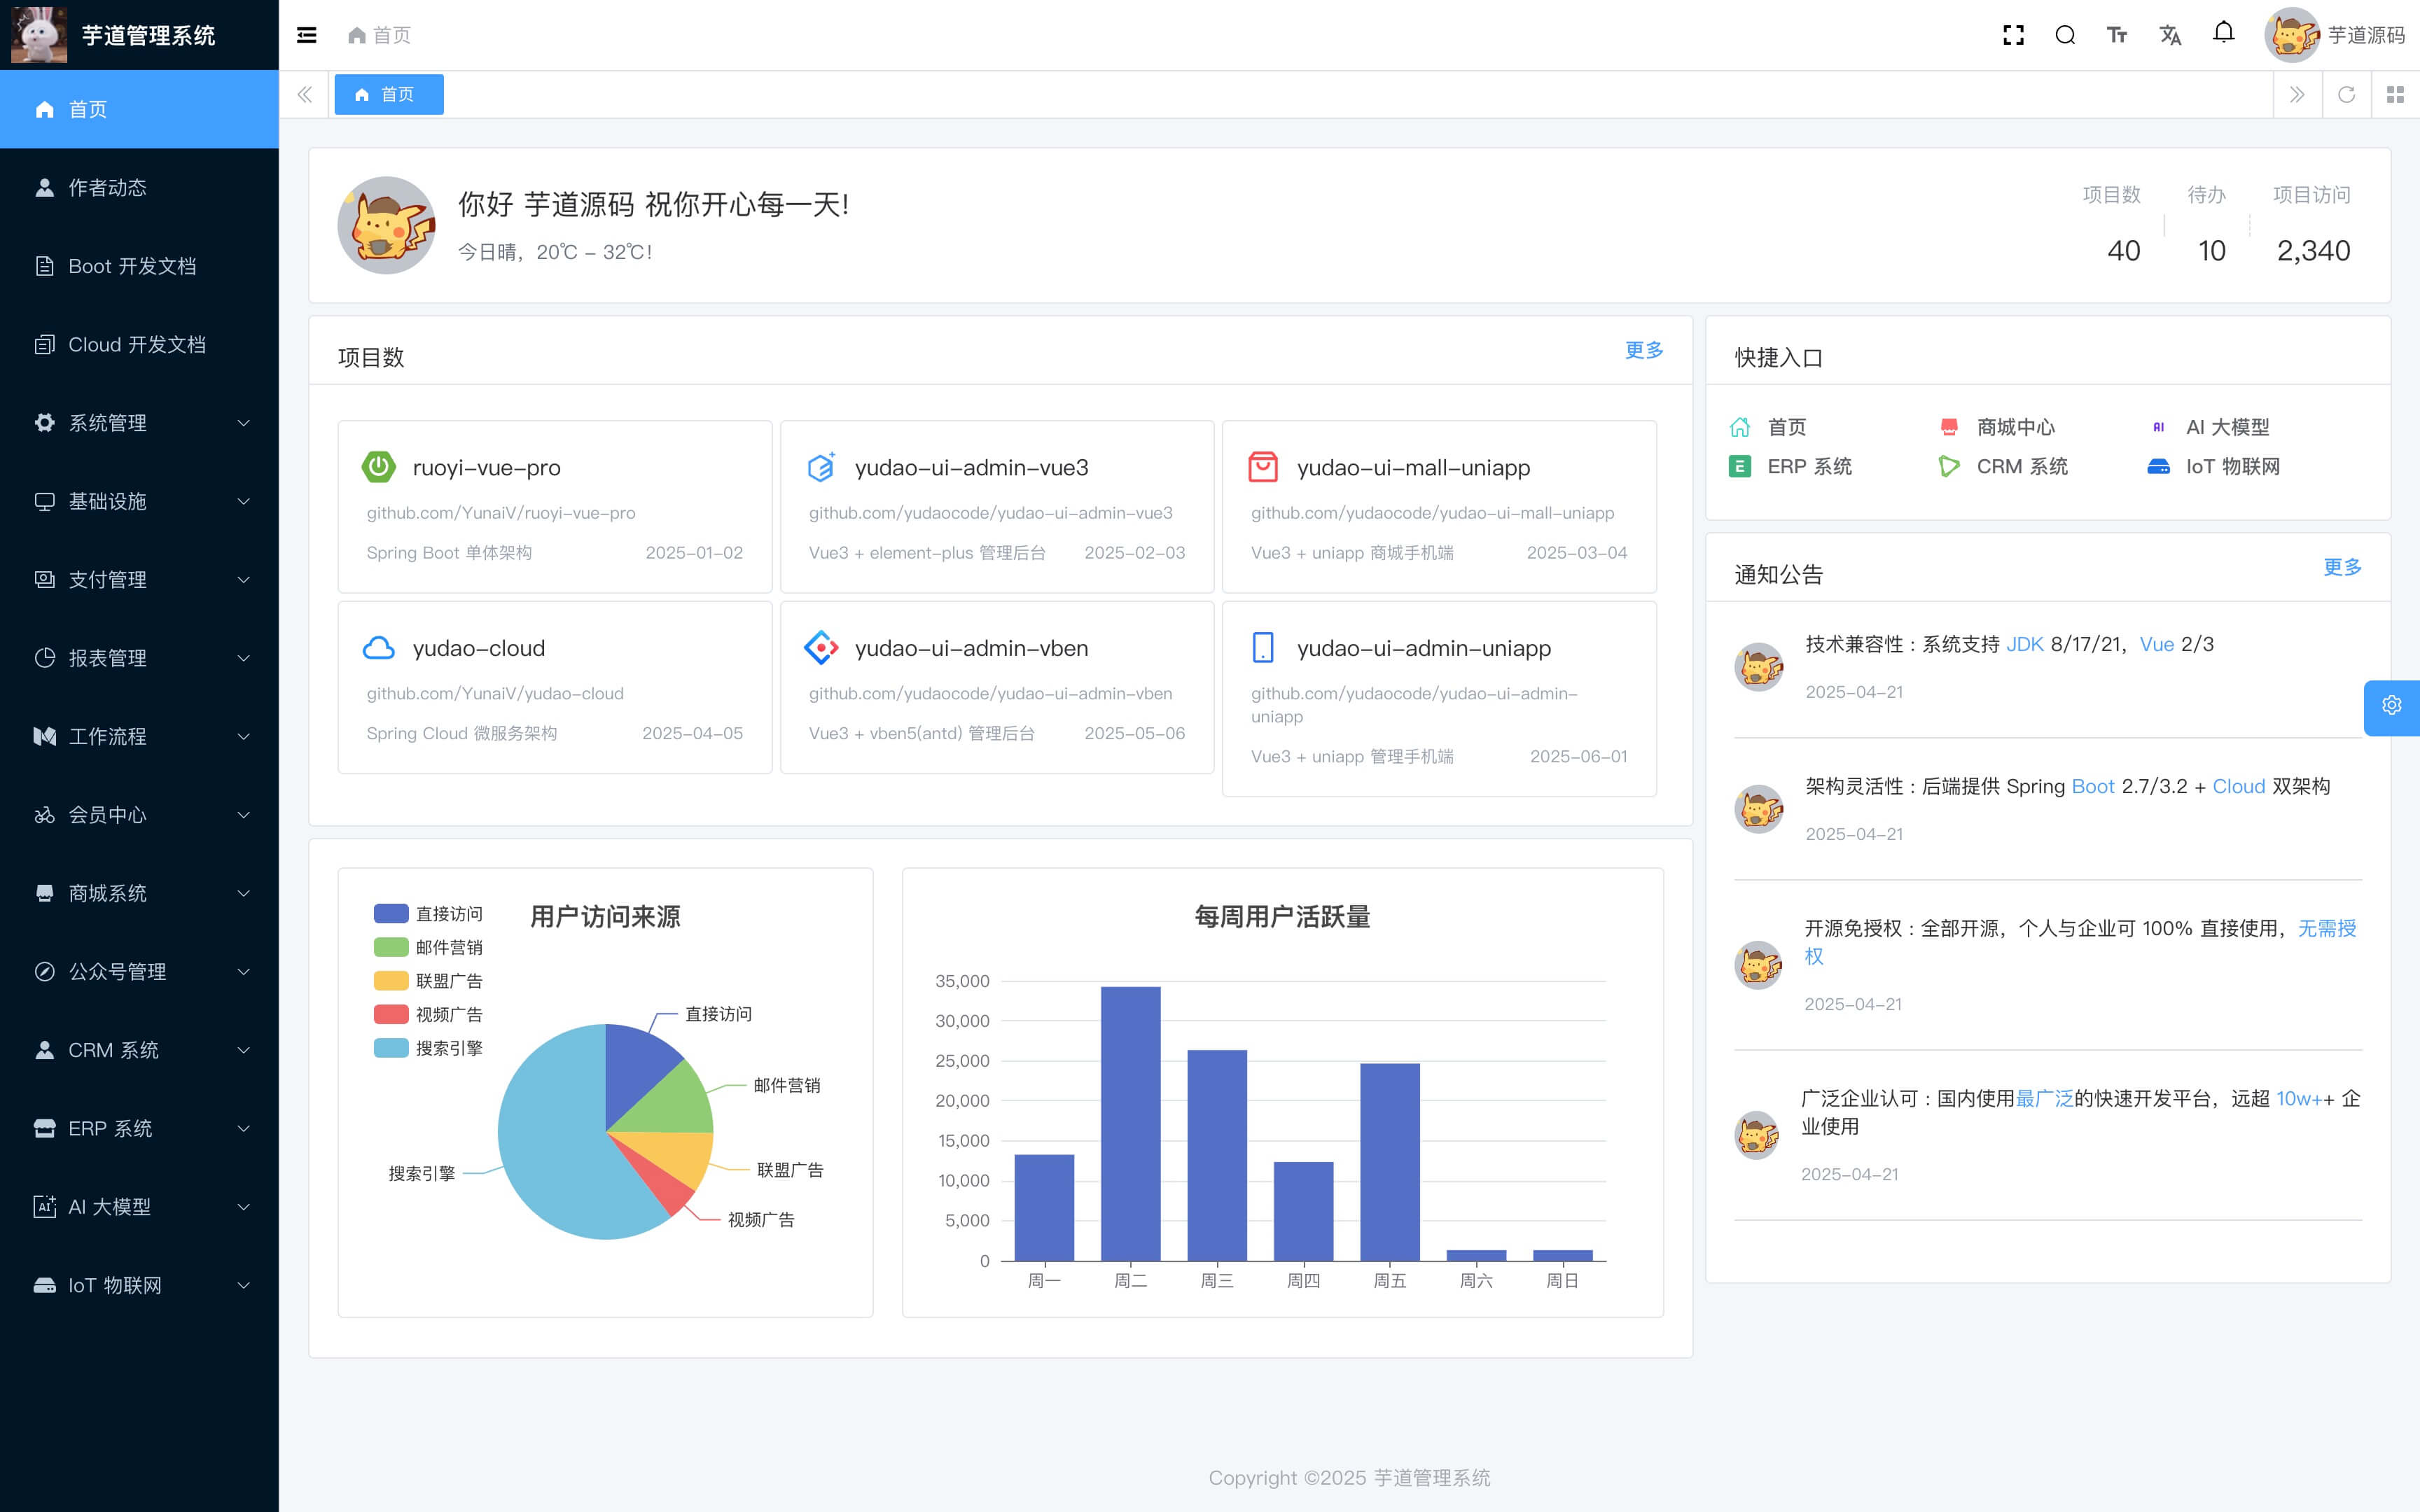 芋道管理系统
首页
作者动态
Boot 开发文档
Cloud 开发文档
系统管理
基础设施
支付管理
报表管理
工作流程
会员中心
商城系统
公众号管理
CRM 系统
ERP 系统
AI 大模型
IoT 物联网
首页
芋道源码
首页
你好 芋道源码 祝你开心每一天!
今日晴，20℃ - 32℃!
项目数
40
待办
10
项目访问
2,340
项目数
更多
ruoyi-vue-pro
github.com/YunaiV/ruoyi-vue-pro
Spring Boot 单体架构 2025-01-02
yudao-ui-admin-vue3
github.com/yudaocode/yudao-ui-admin-vue3
Vue3 + element-plus 管理后台 2025-02-03
yudao-ui-mall-uniapp
github.com/yudaocode/yudao-ui-mall-uniapp
Vue3 + uniapp 商城手机端 2025-03-04
yudao-cloud
github.com/YunaiV/yudao-cloud
Spring Cloud 微服务架构 2025-04-05
yudao-ui-admin-vben
github.com/yudaocode/yudao-ui-admin-vben
Vue3 + vben5(antd) 管理后台 2025-05-06
yudao-ui-admin-uniapp
github.com/yudaocode/yudao-ui-admin-
uniapp
Vue3 + uniapp 管理手机端 2025-06-01
用户访问来源
直接访问
邮件营销
联盟广告
视频广告
搜索引擎
直接访问
邮件营销
联盟广告
视频广告
搜索引擎
每周用户活跃量
35,000
30,000
25,000
20,000
15,000
10,000
5,000
0
周一 周二 周三 周四 周五 周六 周日
快捷入口
首页 商城中心 AI AI 大模型
E ERP 系统 CRM 系统 IoT 物联网
通知公告
更多
技术兼容性 : 系统支持 JDK 8/17/21，Vue 2/3
2025-04-21
架构灵活性 : 后端提供 Spring Boot 2.7/3.2 + Cloud 双架构
2025-04-21
开源免授权 : 全部开源，个人与企业可 100% 直接使用，无需授
权
2025-04-21
广泛企业认可 : 国内使用最广泛的快速开发平台，远超 10w++ 企
业使用
2025-04-21
Copyright ©2025 芋道管理系统